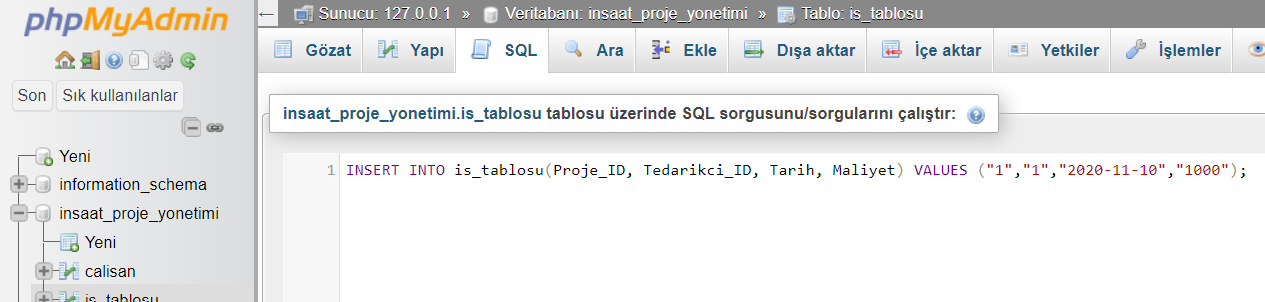 phpMyAdmin
Son Sık kullanılanlar
Yeni
information_schema
insaat_proje_yonetimi
Yeni
calisan
is_tablosu
← Sunucu: 127.0.0.1 » Veritabanı: insaat_proje_yonetimi » Tablo: is_tablosu
Gözat Yapı SQL Ara Ekle Dışa aktar İçe aktar Yetkiler İşlemler
insaat_proje_yonetimi.is_tablosu tablosu üzerinde SQL sorgusunu/sorgularını çalıştır:
1 INSERT INTO is_tablosu(Proje_ID, Tedarikci_ID, Tarih, Maliyet) VALUES ("1","1","2020-11-10","1000");